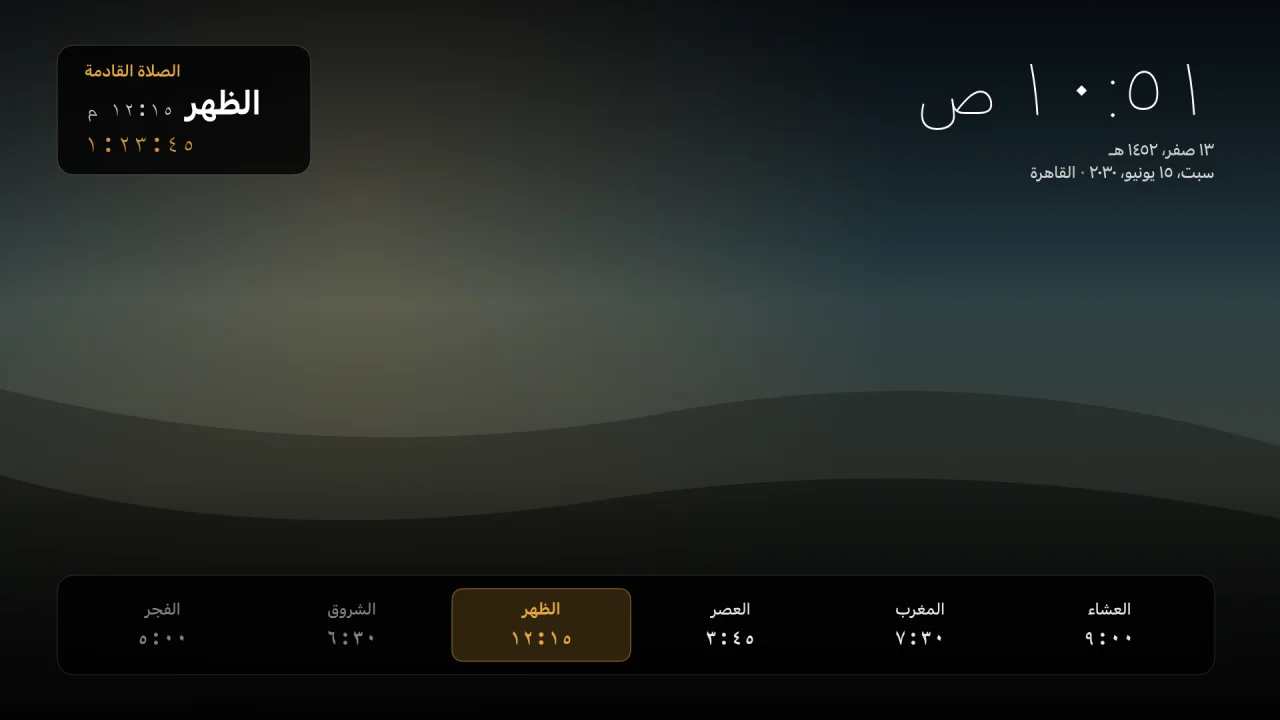 ١٠:٥١ ص
١٣ صفر، ١٤٥٢ هـ
سبت، ١٥ يونيو، ٢٠٣٠ · القاهرة
الصلاة القادمة
الظهر ١٢:١٥ م
١:٢٣:٤٥
العشاء
٩:٠٠
المغرب
٧:٣٠
العصر
٣:٤٥
الظهر
١٢:١٥
الشروق
٦:٣٠
الفجر
٥:٠٠